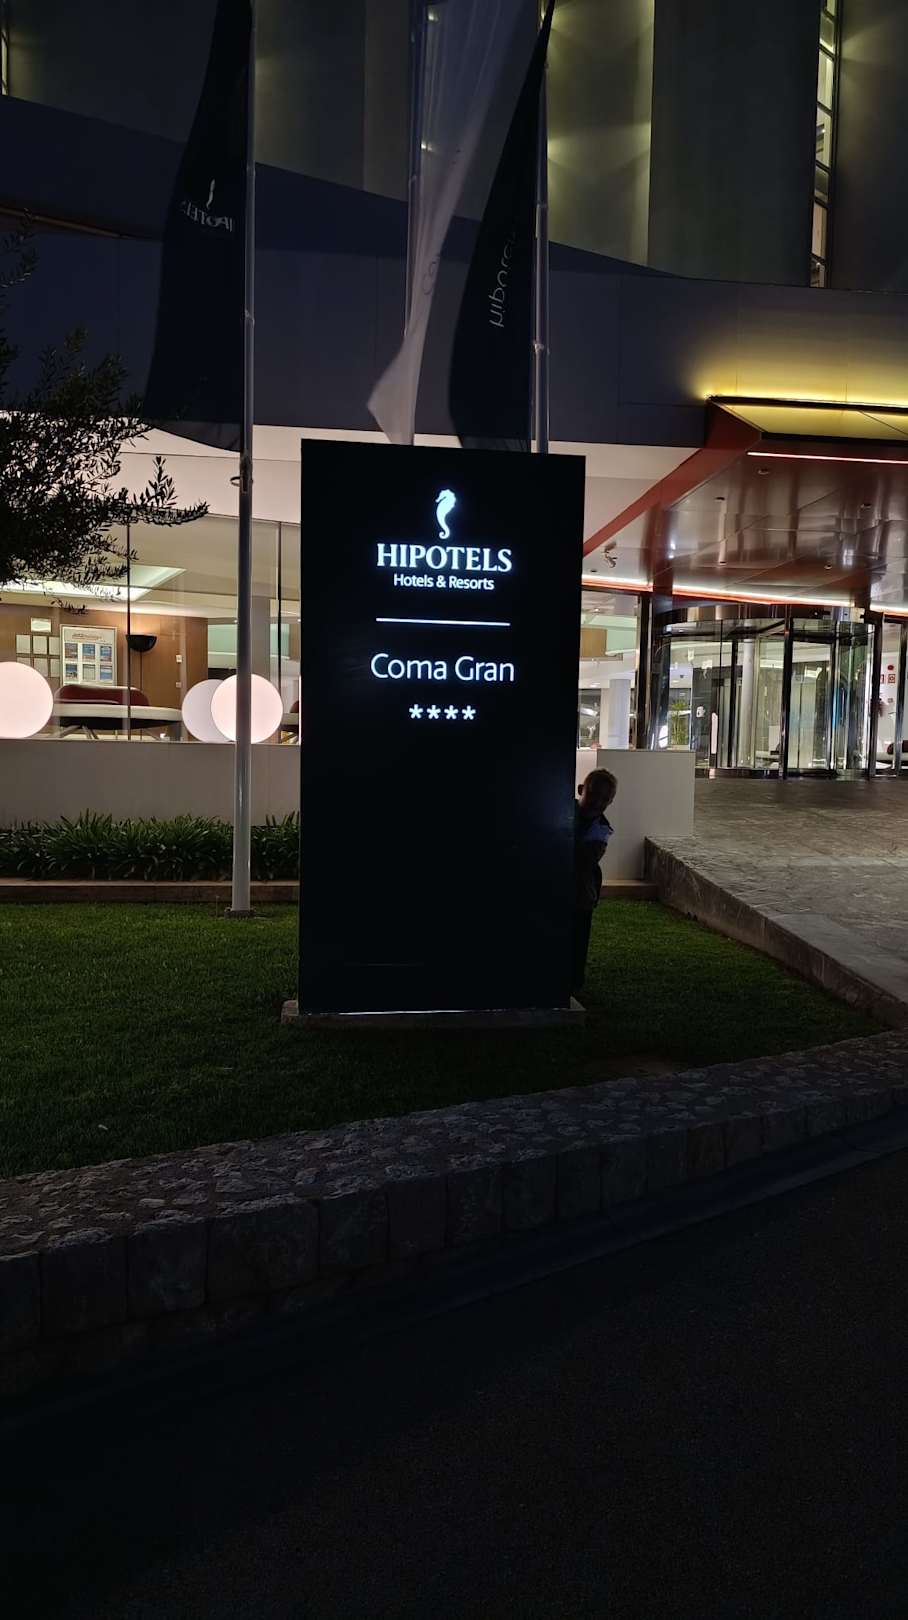 HIPOTELS
Hotels & Resorts
Coma Gran
****